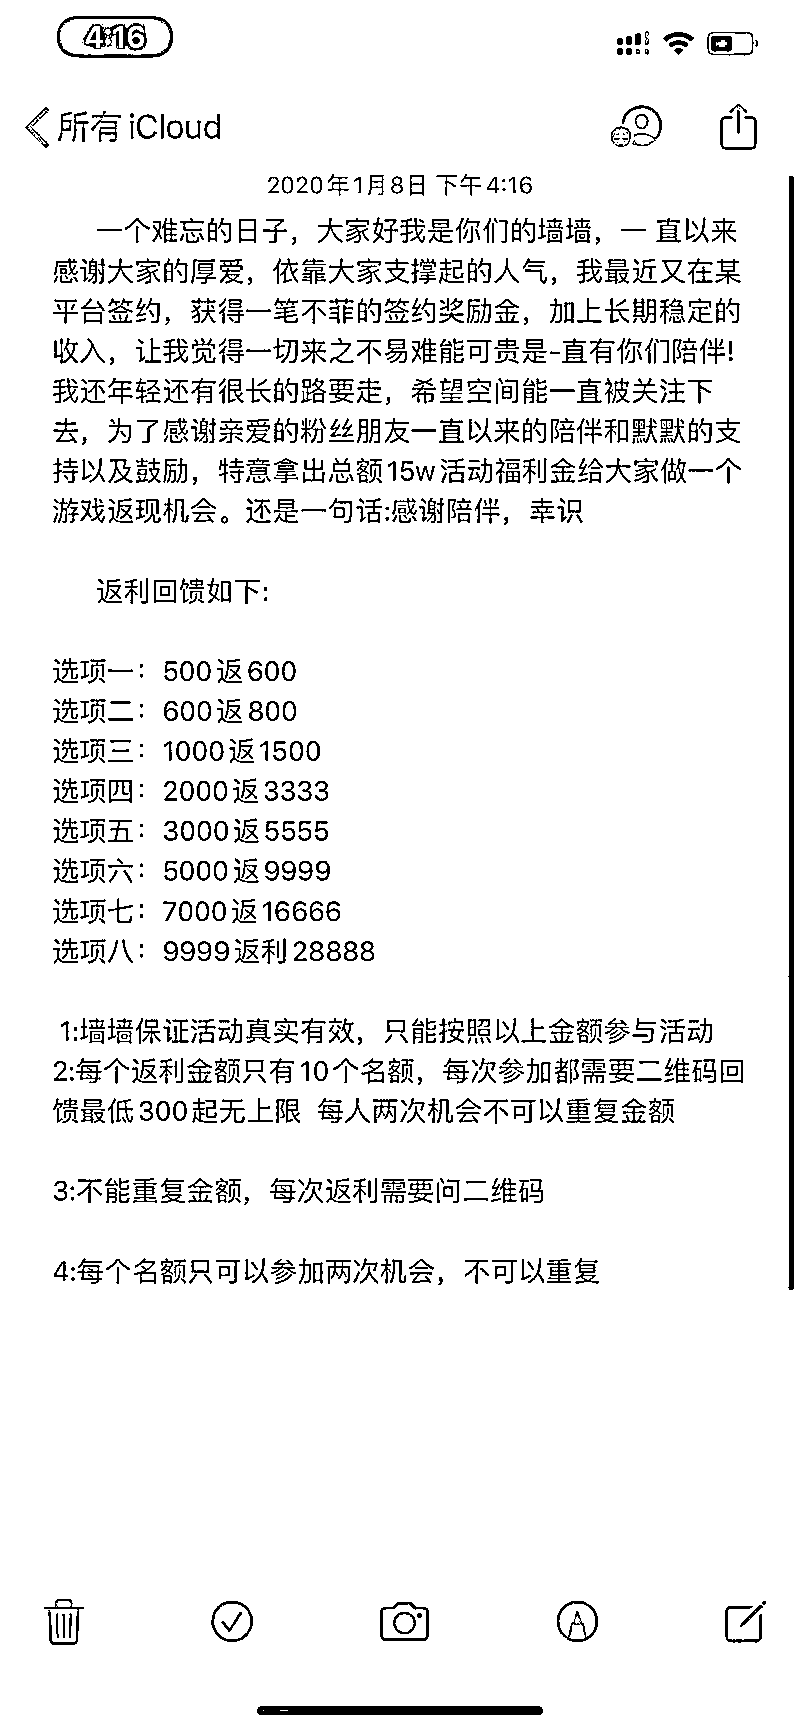 4:16
所有 iCloud
2020年1月8日 下午4:16
一个难忘的日子，大家好我是你们的墙墙，一 直以来
感谢大家的厚爱，依靠大家支撑起的人气，我最近又在某
平台签约，获得一笔不菲的签约奖励金，加上长期稳定的
收入，让我觉得一切来之不易难能可贵是-直有你们陪伴!
我还年轻还有很长的路要走，希望空间能一直被关注下
去，为了感谢亲爱的粉丝朋友一直以来的陪伴和默默的支
持以及鼓励，特意拿出总额15w活动福利金给大家做一个
游戏返现机会。还是一句话:感谢陪伴，幸识
返利回馈如下:
选项一：500返600
选项二：600返800
选项三：1000返1500
选项四：2000返3333
选项五：3000返5555
选项六：5000返9999
选项七：7000返16666
选项八：9999返利28888
1:墙墙保证活动真实有效，只能按照以上金额参与活动
2:每个返利金额只有10个名额，每次参加都需要二维码回
馈最低300起无上限  每人两次机会不可以重复金额
3:不能重复金额，每次返利需要问二维码
4:每个名额只可以参加两次机会，不可以重复